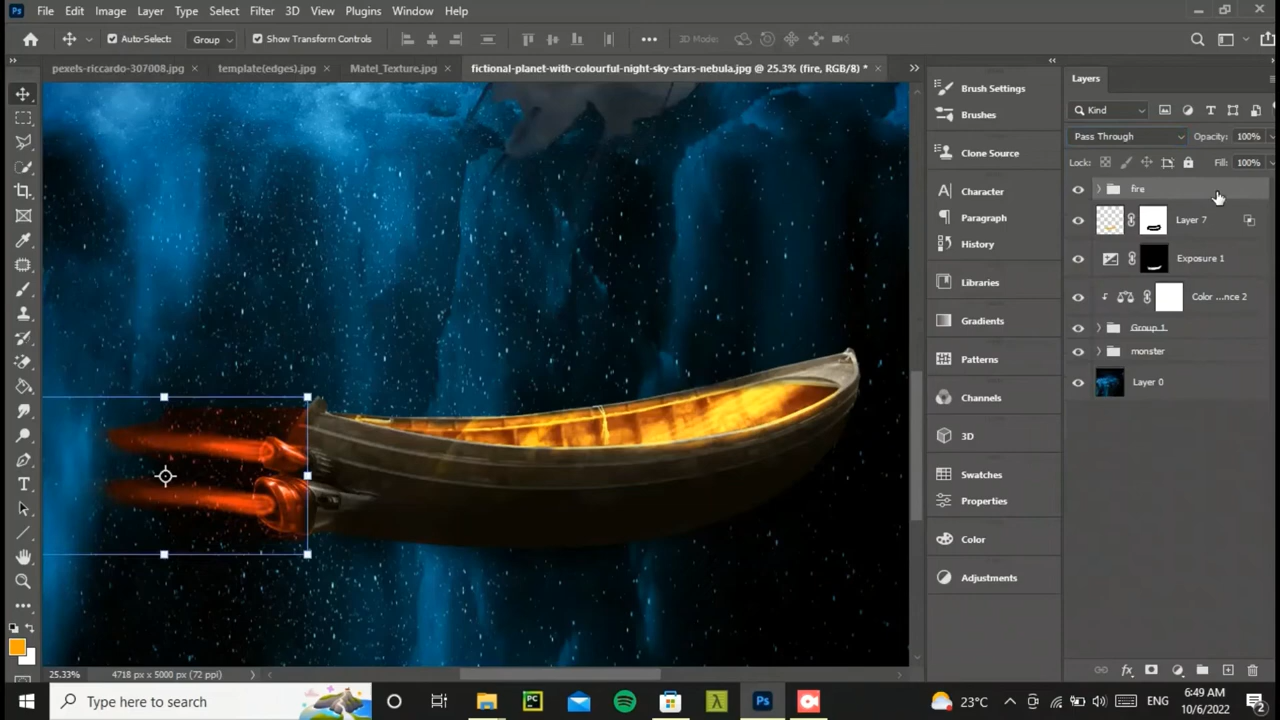 Ps File Edit Image Layer Type Select Filter 3D View Plugins Window Help
Auto-Select: Group Show Transform Controls 3D Mode:
pexels-riccardo-307008.jpg × template(edges).jpg × Matel_Texture.jpg × fictional-planet-with-colourful-night-sky-stars-nebula.jpg @ 25.3% (fire, RGB/8) * ×
Brush Settings
Brushes
Clone Source
Character
Paragraph
History
Libraries
Gradients
Patterns
Channels
3D
Swatches
Properties
Color
Adjustments
Layers
Kind
Pass Through Opacity: 100%
Lock: Fill: 100%
fire
Layer 7
Exposure 1
Color ...nce 2
Group 1
monster
Layer 0
25.33% 4718 px x 5000 px (72 ppi)
Type here to search
PC
Ps
23°C
ENG
6:49 AM
10/6/2022
2